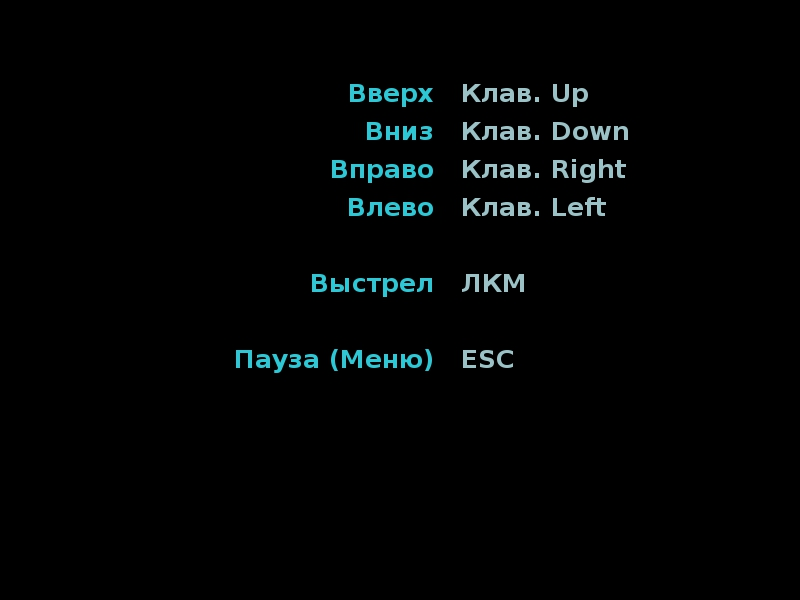 Вверх Клав. Up
Вниз Клав. Down
Вправо Клав. Right
Влево Клав. Left
Выстрел ЛКМ
Пауза (Меню) ESC